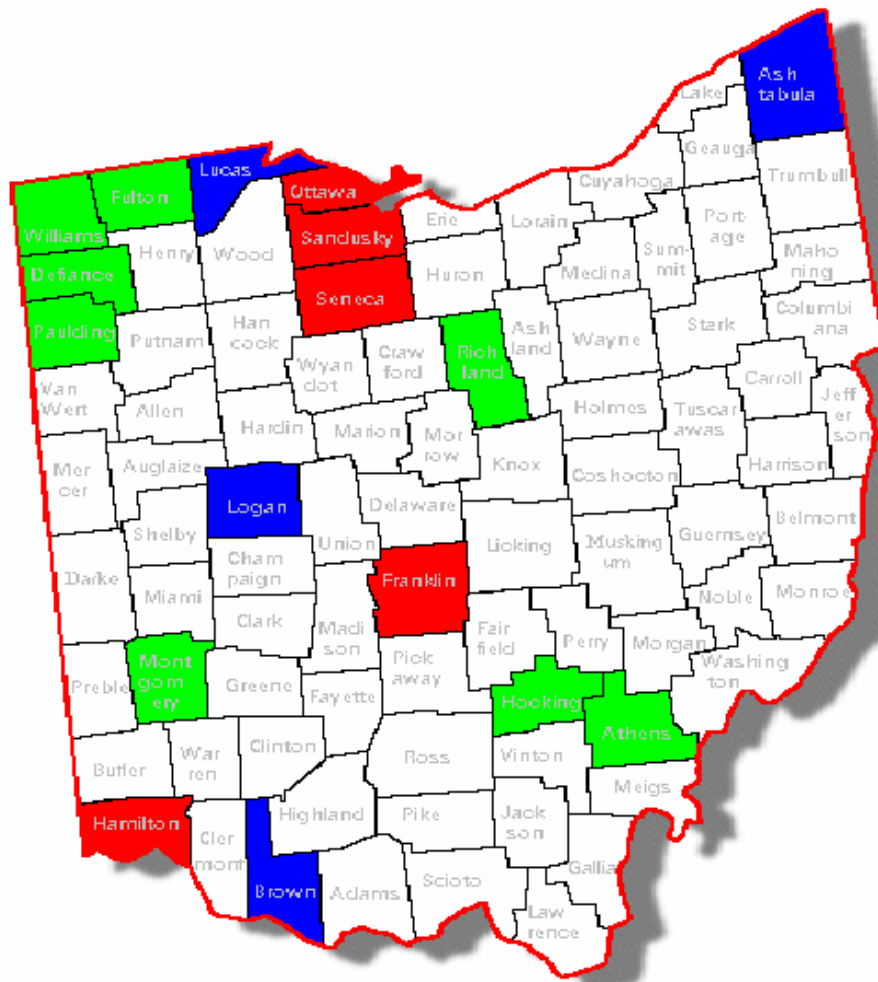 Ash
tabula
Lake
Geauga
Lucas
Cuyahoga
Trumbull
Fulton
Ottawa
Erie
Lorain
Port
age
Williams
Sandusky
Sum
mit
Henry
Wood
Maho
ning
Defiance
Huron
Medina
Seneca
Columbi
ana
Paulding
Han
cock
Ash
land
Stark
Putnam
Rich
land
Wayne
Wyan
dot
Craw
ford
Carroll
Van
Wert
Jeff
er
son
Allen
Holmes
Tuscar
awas
Hardin
Marion
Mor
row
Knox
Harrison
Mer
cer
Auglaize
Coshocton
Logan
Delaware
Belmont
Shelby
Union
Licking
Muskin
gum
Guernsey
Cham
paign
Darke
Franklin
Noble
Monroe
Miami
Clark
Madi
son
Fair
field
Perry
Morgan
Mont
gom
ery
Pick
away
Washing
ton
Preble
Greene
Fayette
Hocking
Athens
Clinton
War
ren
Ross
Vinton
Butler
Meigs
Hamilton
Highland
Pike
Jack
son
Cler
mont
Gallia
Brown
Adams
Scioto
Law
rence